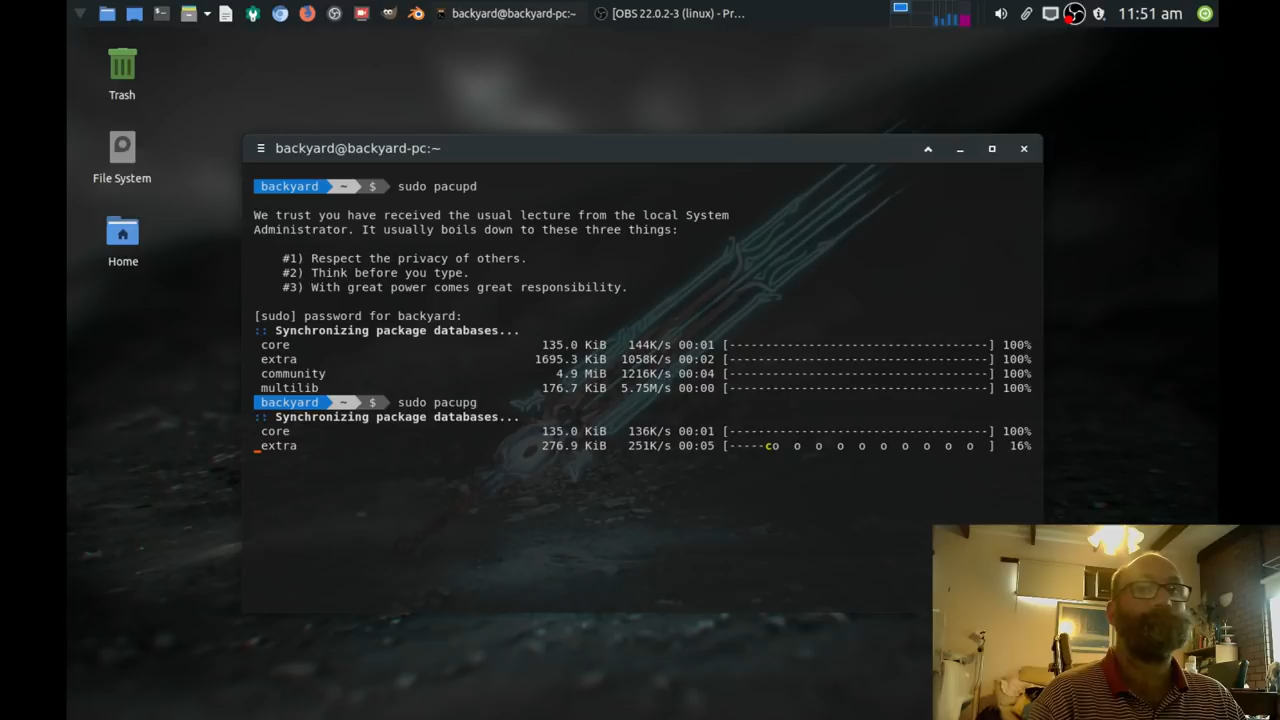 backyard@backyard-pc:~
[OBS 22.0.2-3 (linux) - Pr...
11:51 am
Trash
File System
Home
backyard@backyard-pc:~
backyard ~ $ sudo pacupd
We trust you have received the usual lecture from the local System
Administrator. It usually boils down to these three things:
#1) Respect the privacy of others.
#2) Think before you type.
#3) With great power comes great responsibility.
[sudo] password for backyard:
:: Synchronizing package databases...
core 135.0 KiB 144K/s 00:01 [------------------------------------] 100%
extra 1695.3 KiB 1058K/s 00:02 [------------------------------------] 100%
community 4.9 MiB 1216K/s 00:04 [------------------------------------] 100%
multilib 176.7 KiB 5.75M/s 00:00 [------------------------------------] 100%
backyard ~ $ sudo pacupg
:: Synchronizing package databases...
core 135.0 KiB 136K/s 00:01 [------------------------------------] 100%
extra 276.9 KiB 251K/s 00:05 [-----co  o  o  o  o  o  o  o  o  o  ] 16%